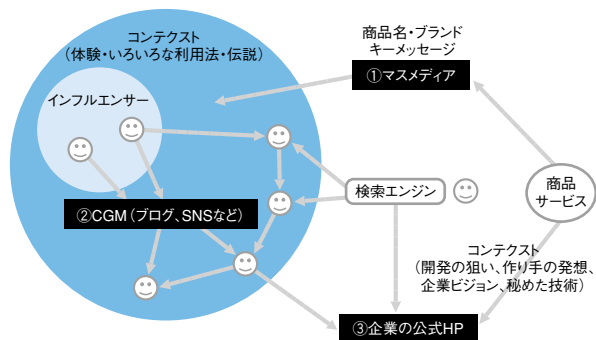 コンテクスト
（体験・いろいろな利用法・伝説）
インフルエンサー
②CGM（ブログ、SNSなど）
商品名・ブランド
キーメッセージ
①マスメディア
検索エンジン
商品
サービス
コンテクスト
（開発の狙い、作り手の発想、
企業ビジョン、秘めた技術）
③企業の公式HP